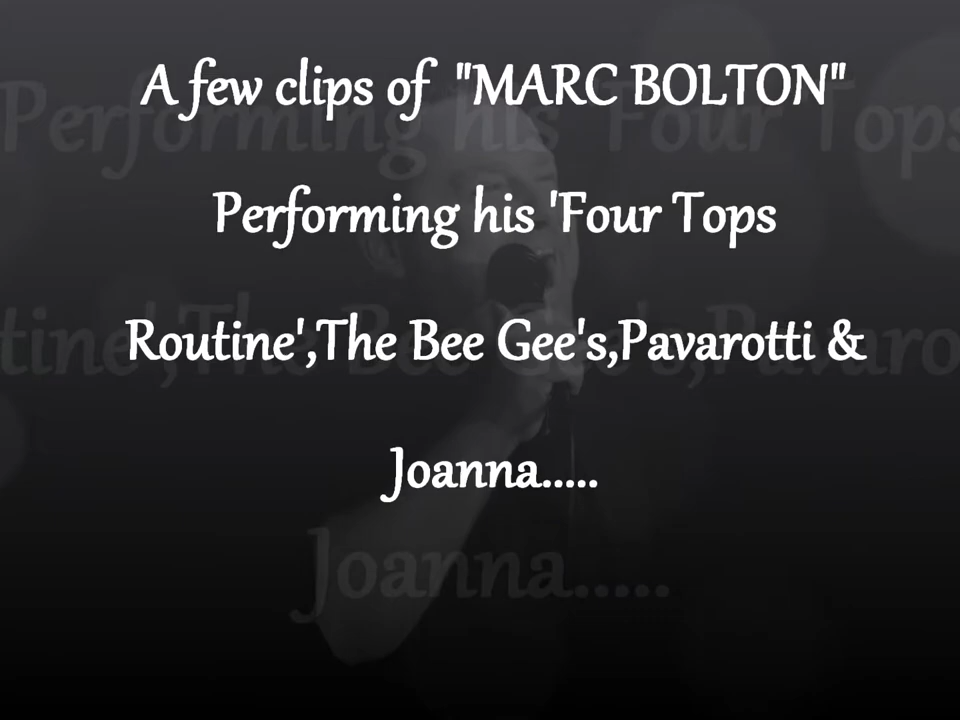 A few clips of "MARC BOLTON"
Performing his 'Four Tops
Routine',The Bee Gee's,Pavarotti &
Joanna.....